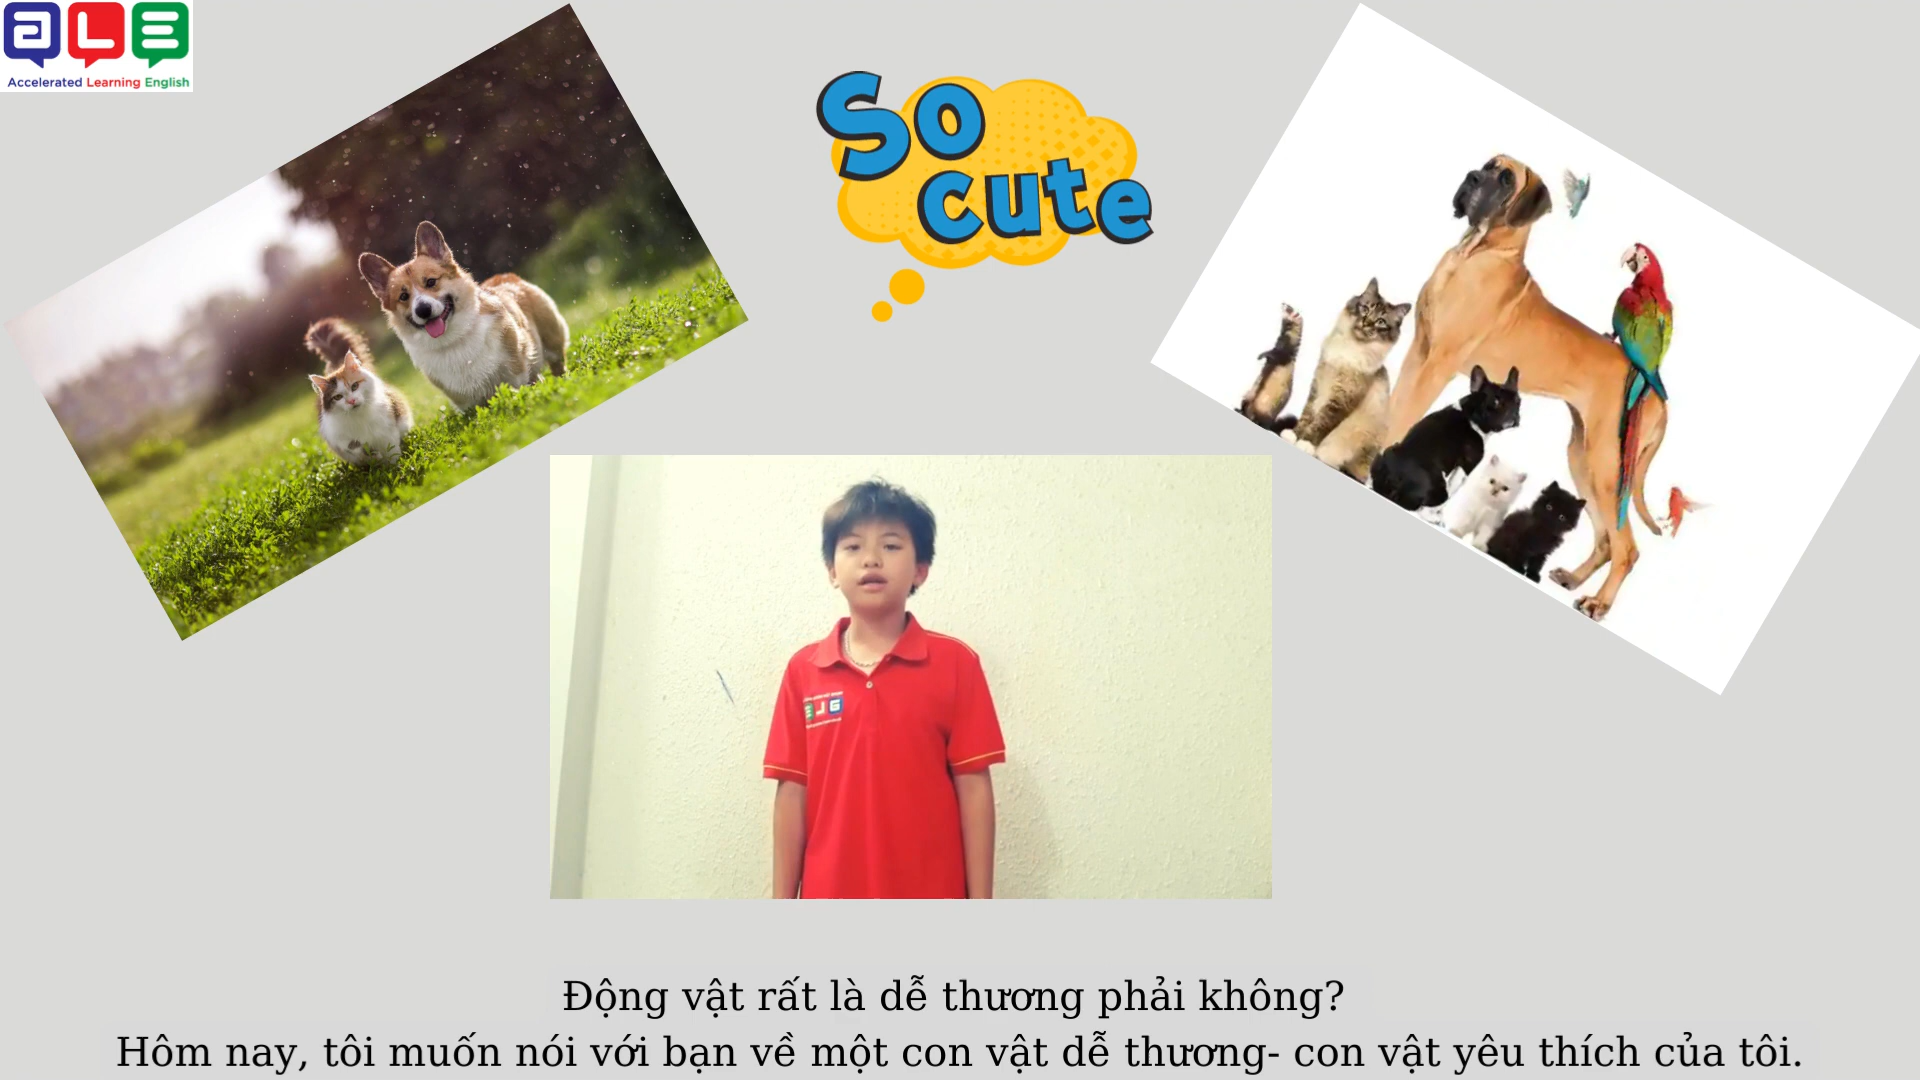 aLE
Accelerated Learning English
So
cute
Động vật rất là dễ thương phải không?
Hôm nay, tôi muốn nói với bạn về một con vật dễ thương- con vật yêu thích của tôi.